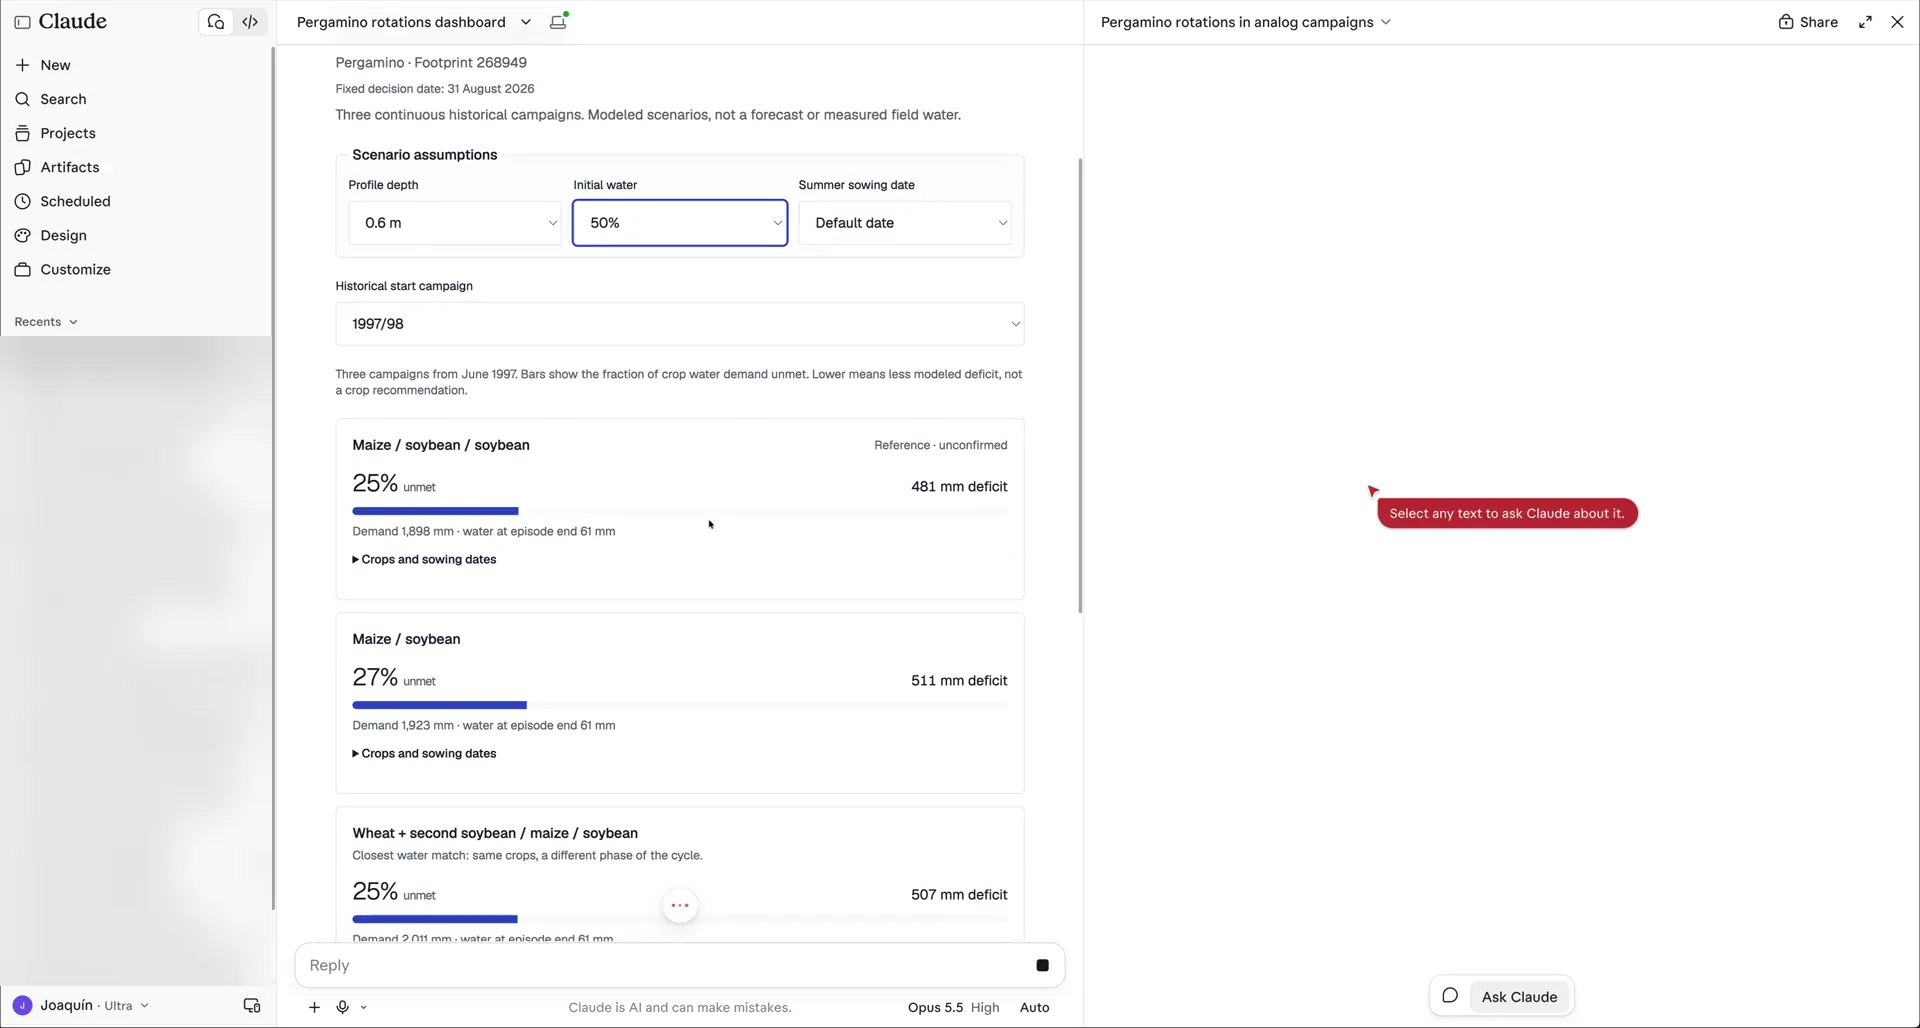 Claude
New
Search
Projects
Artifacts
Scheduled
Design
Customize
Recents
J
Joaquín · Ultra
Pergamino rotations dashboard
Pergamino · Footprint 268949
Fixed decision date: 31 August 2026
Three continuous historical campaigns. Modeled scenarios, not a forecast or measured field water.
Scenario assumptions
Profile depth
Initial water
Summer sowing date
0.6 m
50%
Default date
Historical start campaign
1997/98
Three campaigns from June 1997. Bars show the fraction of crop water demand unmet. Lower means less modeled deficit, not
a crop recommendation.
Maize / soybean / soybean
Reference · unconfirmed
25% unmet
481 mm deficit
Demand 1,898 mm · water at episode end 61 mm
Crops and sowing dates
Maize / soybean
27% unmet
511 mm deficit
Demand 1,923 mm · water at episode end 61 mm
Crops and sowing dates
Wheat + second soybean / maize / soybean
Closest water match: same crops, a different phase of the cycle.
25% unmet
507 mm deficit
Demand 2,011 mm · water at episode end 61 mm
Reply
Claude is AI and can make mistakes.
Opus 5.5 High
Auto
Pergamino rotations in analog campaigns
Share
Select any text to ask Claude about it.
Ask Claude